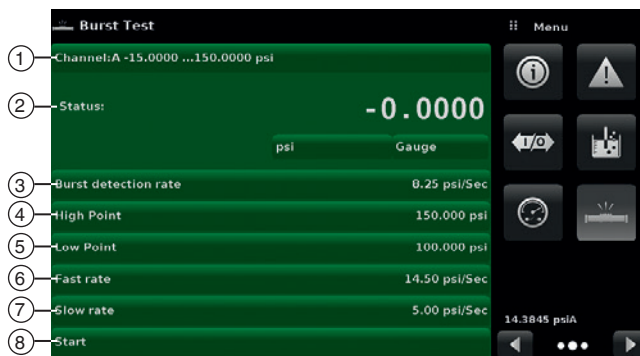 Burst Test
Menu
1 Channel:A -15.0000 ...150.0000 psi
2 Status: -0.0000
psi Gauge
3 Burst detection rate 8.25 psi/Sec
4 High Point 150.000 psi
5 Low Point 100.000 psi
6 Fast rate 14.50 psi/Sec
7 Slow rate 5.00 psi/Sec
8 Start
I/O
14.3845 psiA